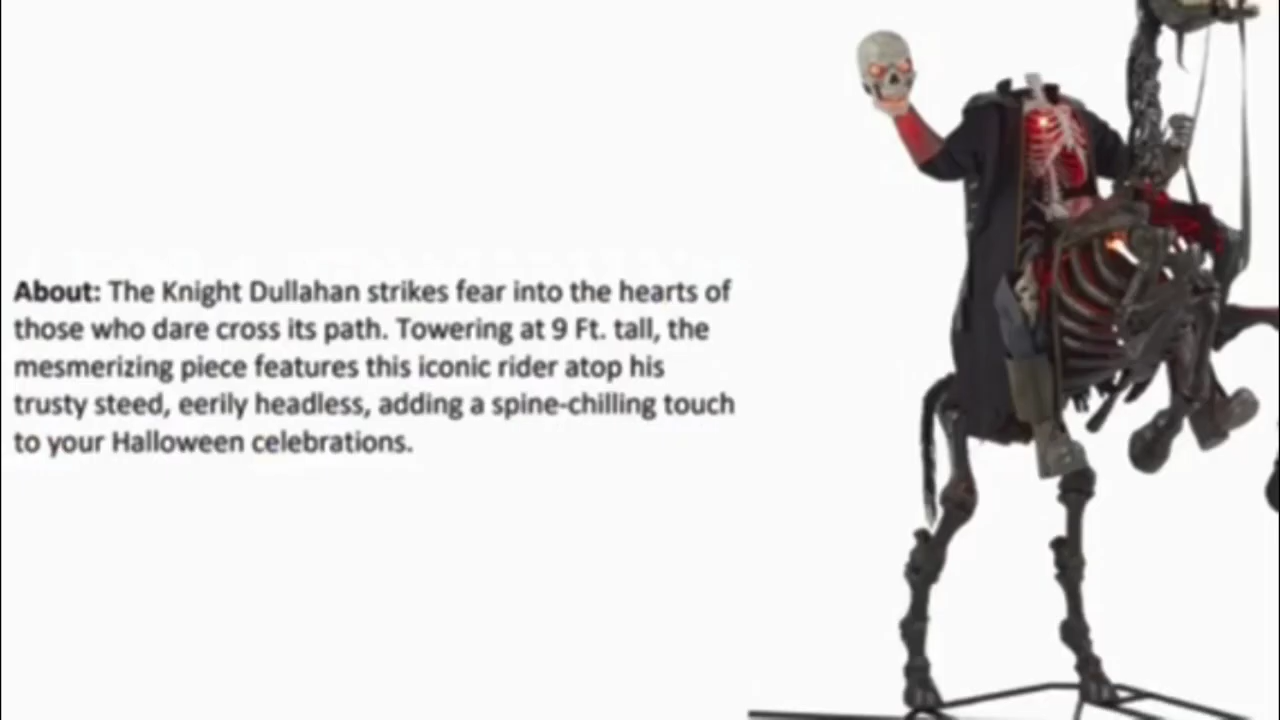 About: The Knight Dullahan strikes fear into the hearts of
those who dare cross its path. Towering at 9 Ft. tall, the
mesmerizing piece features this iconic rider atop his
trusty steed, eerily headless, adding a spine-chilling touch
to your Halloween celebrations.